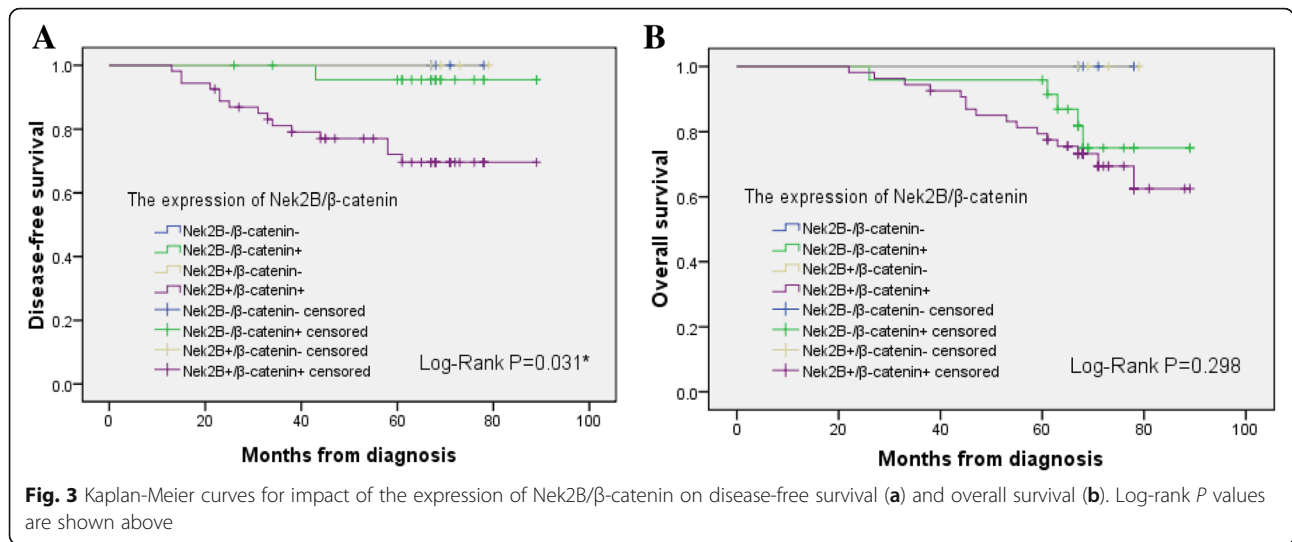 A
Disease-free survival
1.0
0.8
0.6
0.4
0.2
0.0
The expression of Nek2B/β-catenin
Nek2B-/β-catenin-
Nek2B-/β-catenin+
Nek2B+/β-catenin-
Nek2B+/β-catenin+
Nek2B-/β-catenin- censored
Nek2B-/β-catenin+ censored
Nek2B+/β-catenin- censored
Nek2B+/β-catenin+ censored
Log-Rank P=0.031*
0 20 40 60 80 100
Months from diagnosis
B
Overall survival
1.0
0.8
0.6
0.4
0.2
0.0
The expression of Nek2B/β-catenin
Nek2B-/β-catenin-
Nek2B-/β-catenin+
Nek2B+/β-catenin-
Nek2B+/β-catenin+
Nek2B-/β-catenin- censored
Nek2B-/β-catenin+ censored
Nek2B+/β-catenin- censored
Nek2B+/β-catenin+ censored
Log-Rank P=0.298
0 20 40 60 80 100
Months from diagnosis
Fig. 3 Kaplan-Meier curves for impact of the expression of Nek2B/β-catenin on disease-free survival (a) and overall survival (b). Log-rank P values
are shown above